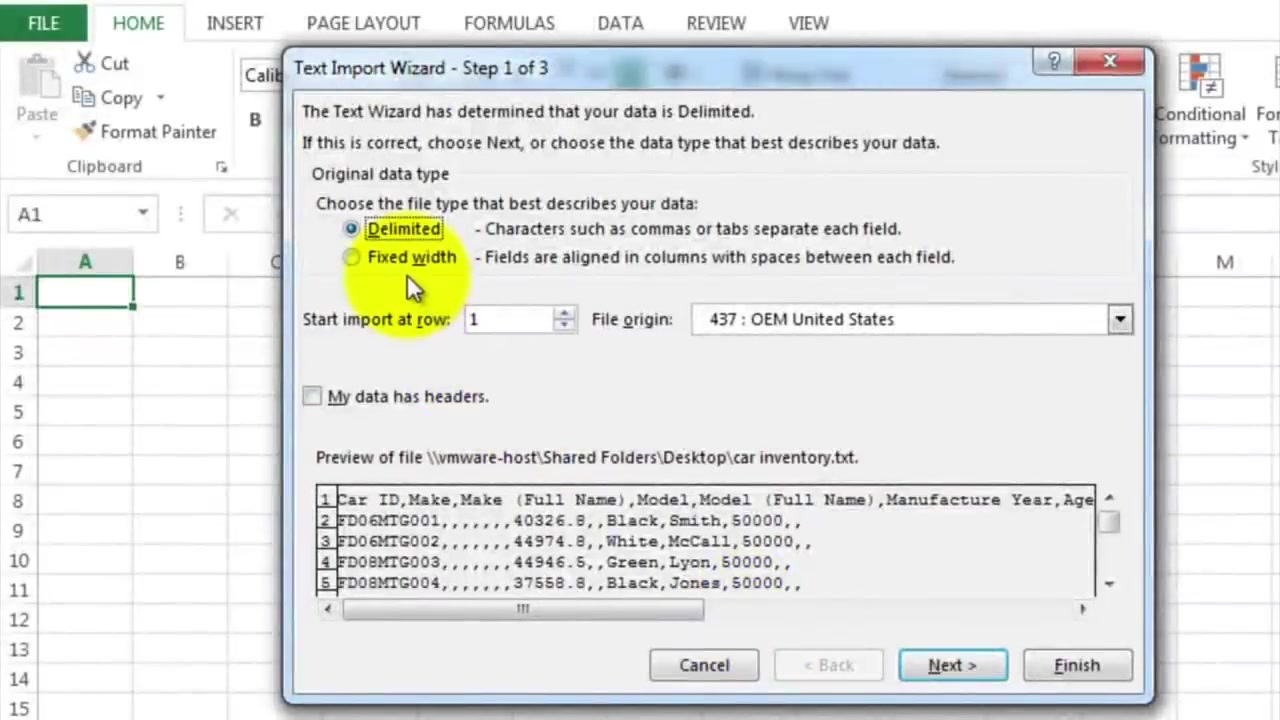 FILE HOME INSERT PAGE LAYOUT FORMULAS DATA REVIEW VIEW
Text Import Wizard - Step 1 of 3
?
Cut
Calib
Copy
Paste
B
Format Painter
Clipboard
Conditional
Formatting
A1
A B M
1
2
3
4
5
6
7
8
9
10
11
12
13
14
15
The Text Wizard has determined that your data is Delimited.
If this is correct, choose Next, or choose the data type that best describes your data.
Original data type
Choose the file type that best describes your data:
Delimited - Characters such as commas or tabs separate each field.
Fixed width - Fields are aligned in columns with spaces between each field.
Start import at row: 1 File origin: 437 : OEM United States
My data has headers.
Preview of file \\vmware-host\Shared Folders\Desktop\car inventory.txt.
1 Car ID,Make,Make (Full Name),Model,Model (Full Name),Manufacture Year,Age
2 FD06MTG001,,,,,,,40326.8,,Black,Smith,50000,,
3 FD06MTG002,,,,,,,44974.8,,White,McCall,50000,,
4 FD08MTG003,,,,,,,44946.5,,Green,Lyon,50000,,
5 FD08MTG004,,,,,,,37558.8,,Black,Jones,50000,,
Cancel < Back Next > Finish